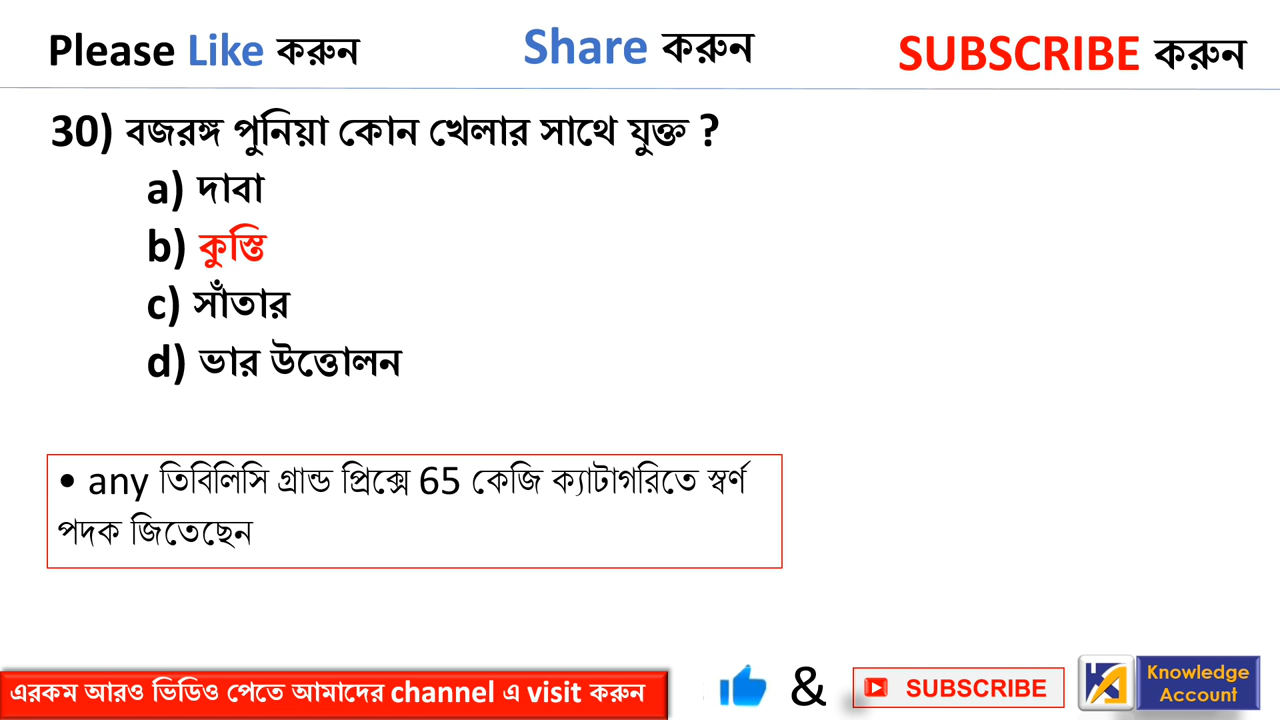 Please Like করুন
Share করুন
SUBSCRIBE করুন
30) বজরঙ্গ পুনিয়া কোন খেলার সাথে যুক্ত ?
a) দাবা
b) কুস্তি
c) সাঁতার
d) ভার উত্তোলন
• any তিবিলিসি গ্রান্ড প্রিক্সে 65 কেজি ক্যাটাগরিতে স্বর্ণ
পদক জিতেছেন
এরকম আরও ভিডিও পেতে আমাদের channel এ visit করুন
&
SUBSCRIBE
Knowledge
Account